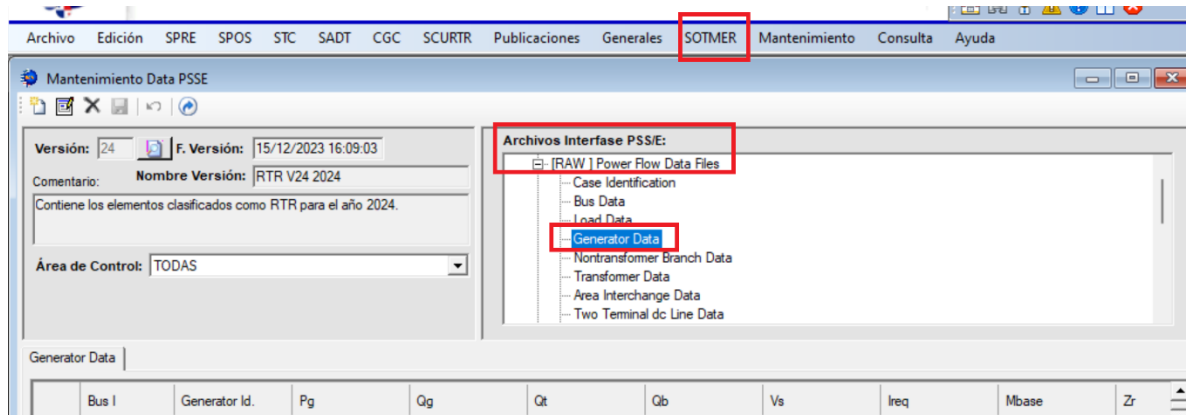 Archivo Edición SPRE SPOS STC SADT CGC SCURTR Publicaciones Generales SOTMER Mantenimiento Consulta Ayuda
Mantenimiento Data PSSE
Versión: 24 F. Versión: 15/12/2023 16:09:03
Comentario: Nombre Versión: RTR V24 2024
Contiene los elementos clasificados como RTR para el año 2024.
Área de Control: TODAS
Archivos Interfase PSS/E:
[RAW ] Power Flow Data Files
Case Identification
Bus Data
Load Data
Generator Data
Nontransformer Branch Data
Transformer Data
Area Interchange Data
Two Terminal dc Line Data
Generator Data
Bus I Generator Id. Pg Qg Qt Qb Vs Ireq Mbase Zr